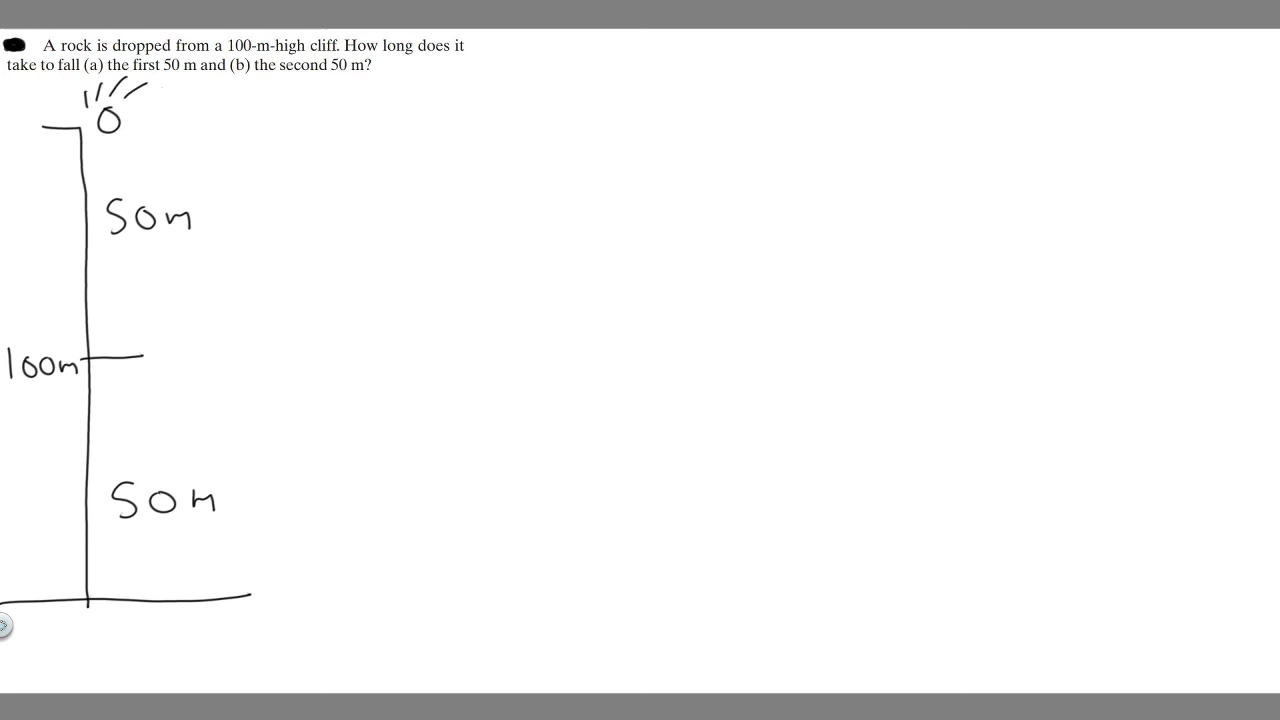 A rock is dropped from a 100-m-high cliff. How long does it
take to fall (a) the first 50 m and (b) the second 50 m?
50m
100m
50m